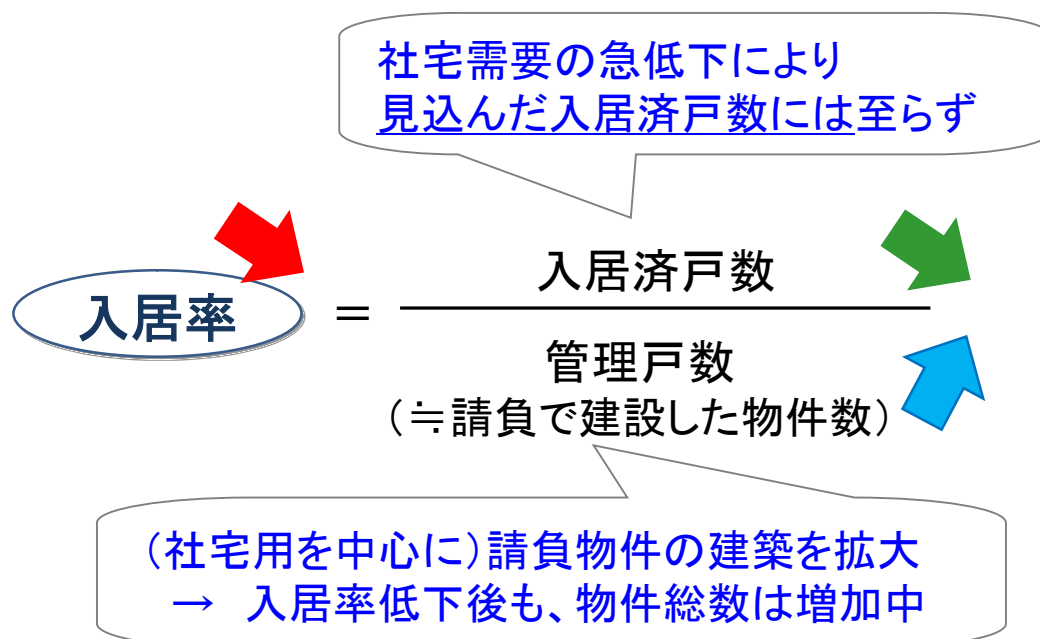 社宅需要の急低下により
見込んだ入居済戸数には至らず
入居率 = 入居済戸数
管理戸数
(≒請負で建設した物件数)
(社宅用を中心に)請負物件の建築を拡大
→ 入居率低下後も、物件総数は増加中